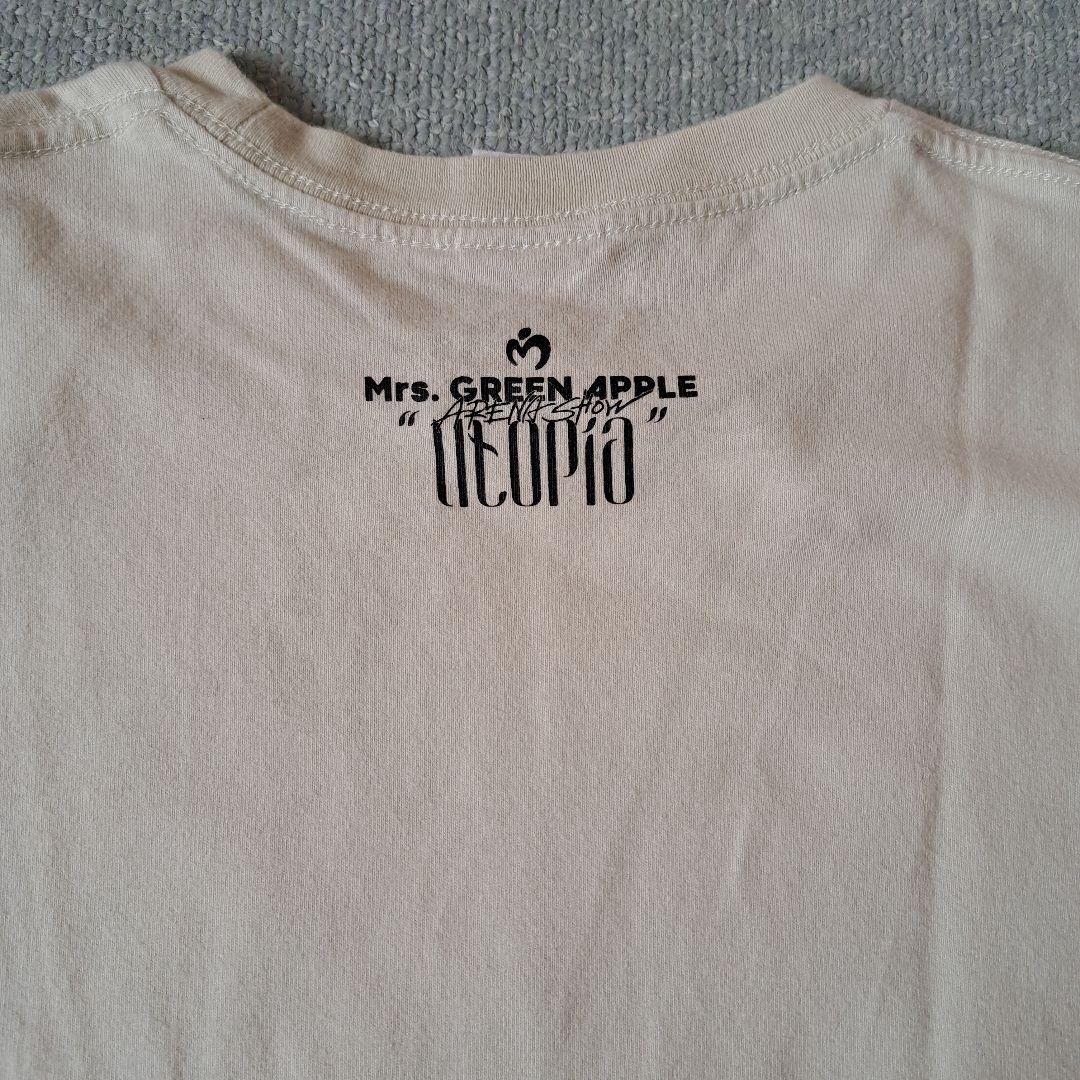 Mrs. GREEN APPLE
ARENA SHOW
“Utopia”